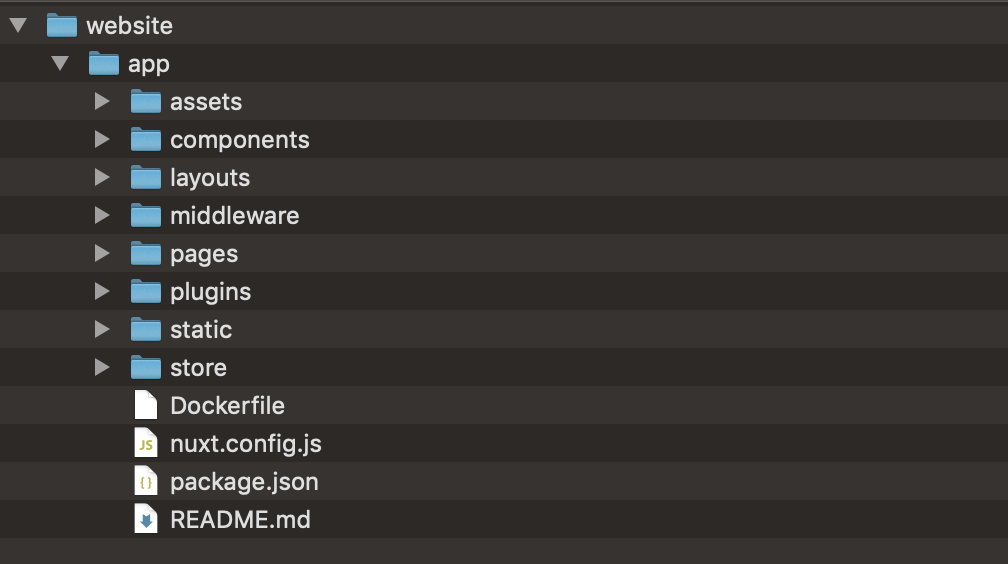 website
app
assets
components
layouts
middleware
pages
plugins
static
store
Dockerfile
JS nuxt.config.js
{} package.json
README.md